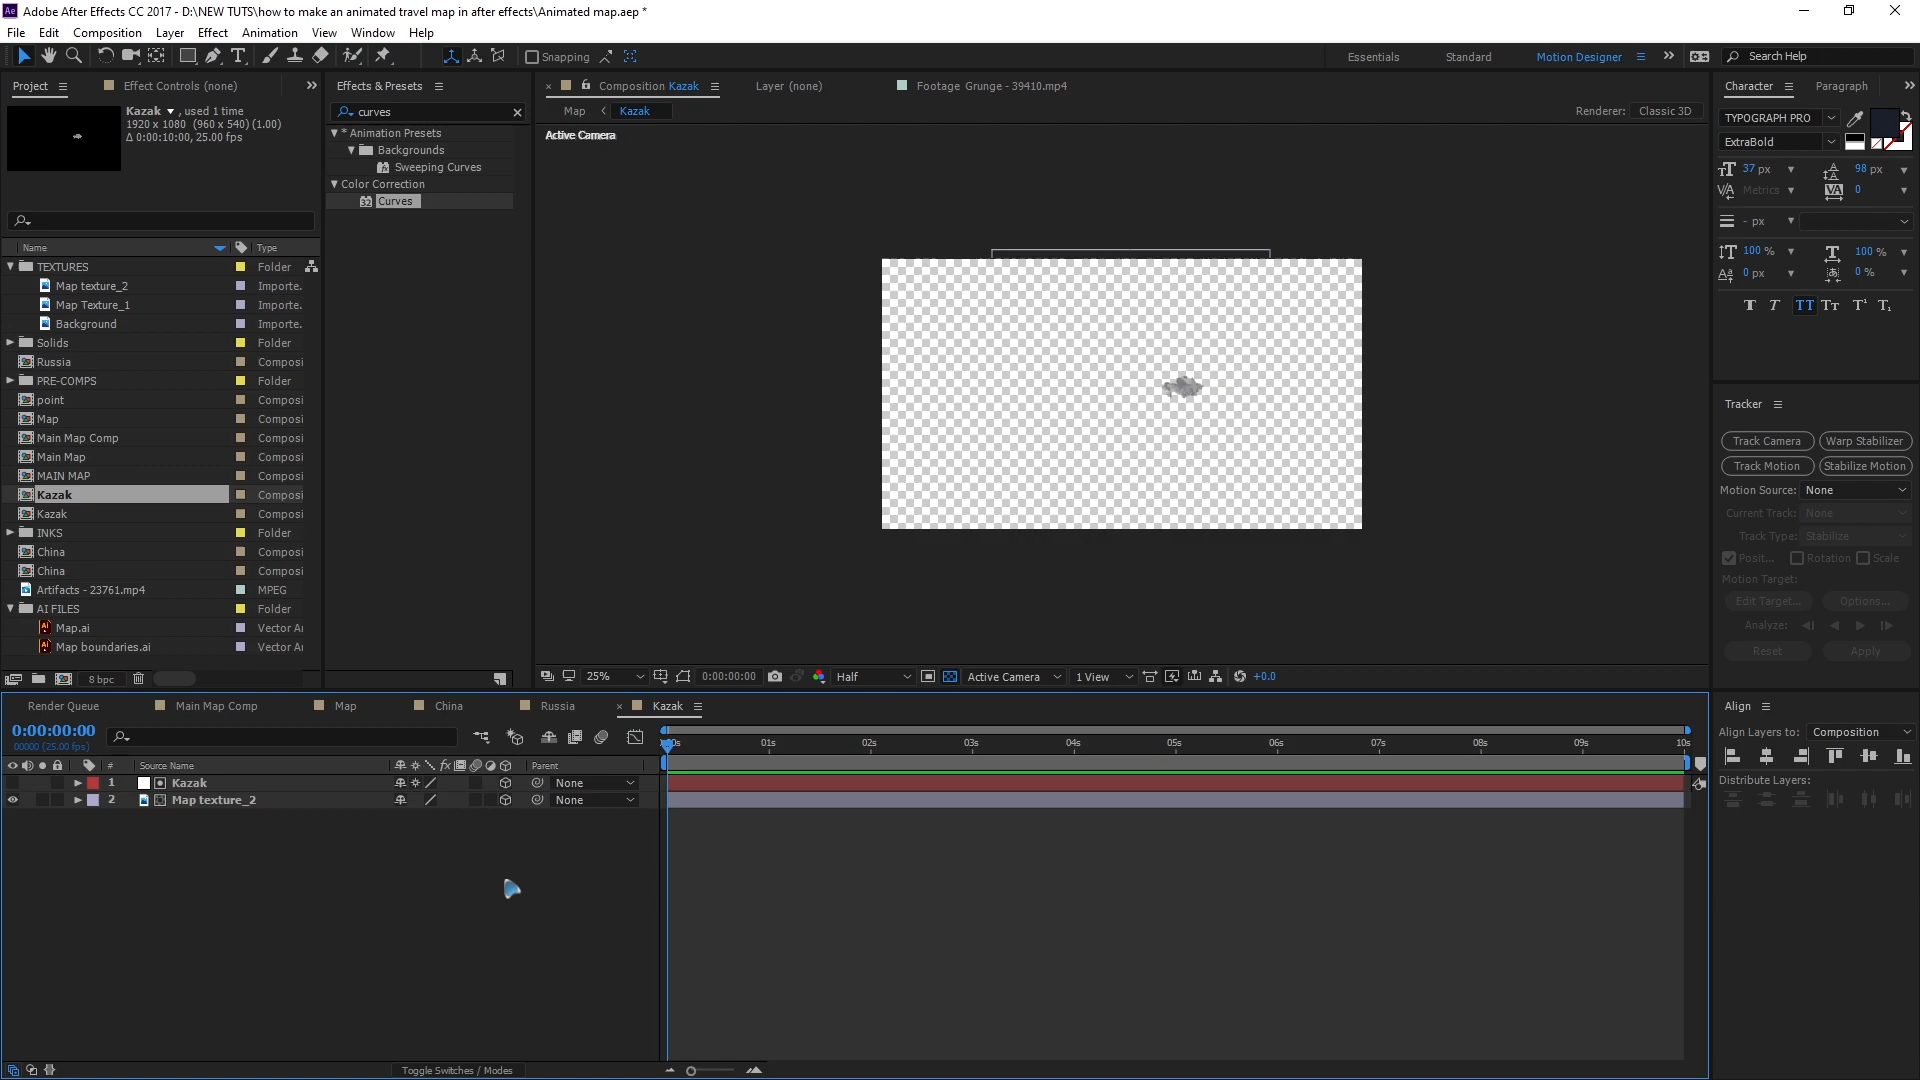 Adobe After Effects CC 2017 - D:\NEW TUTS\how to make an animated travel map in after effects\Animated map.aep *
File Edit Composition Layer Effect Animation View Window Help
Snapping Essentials Standard Motion Designer Search Help
Project Effect Controls (none)
Kazak , used 1 time
1920 x 1080 (960 x 540) (1.00)
Δ 0:00:10:00, 25.00 fps
Name Type
TEXTURES Folder
Map texture_2 Importe.
Map Texture_1 Importe.
Background Importe.
Solids Folder
Russia Composi
PRE-COMPS Folder
point Composi
Map Composi
Main Map Comp Composi
Main Map Composi
MAIN MAP Composi
Kazak Composi
Kazak Composi
INKS Folder
China Composi
China Composi
Artifacts - 23761.mp4 MPEG
AI FILES Folder
Map.ai Vector Ar
Map boundaries.ai Vector Ar
8 bpc
Effects & Presets
curves
* Animation Presets
Backgrounds
Sweeping Curves
Color Correction
Curves
Composition Kazak Layer (none) Footage Grunge - 39410.mp4
Map Kazak Renderer: Classic 3D
Active Camera
25% 0:00:00:00 Half Active Camera 1 View +0.0
Character Paragraph
TYPOGRAPH PRO
ExtraBold
37 px 98 px
Metrics 0
- px
100 % 100 %
0 px 0 %
T T TT Tт T¹ T₁
Tracker
Track Camera Warp Stabilizer
Track Motion Stabilize Motion
Motion Source: None
Current Track: None
Track Type: Stabilize
Posit... Rotation Scale
Motion Target:
Edit Target... Options...
Analyze:
Reset Apply
Align
Align Layers to: Composition
Distribute Layers:
Render Queue Main Map Comp Map China Russia Kazak
0:00:00:00
00000 (25.00 fps)
01s 02s 03s 04s 05s 06s 07s 08s 09s 10s
# Source Name Parent
1 Kazak None
2 Map texture_2 None
Toggle Switches / Modes